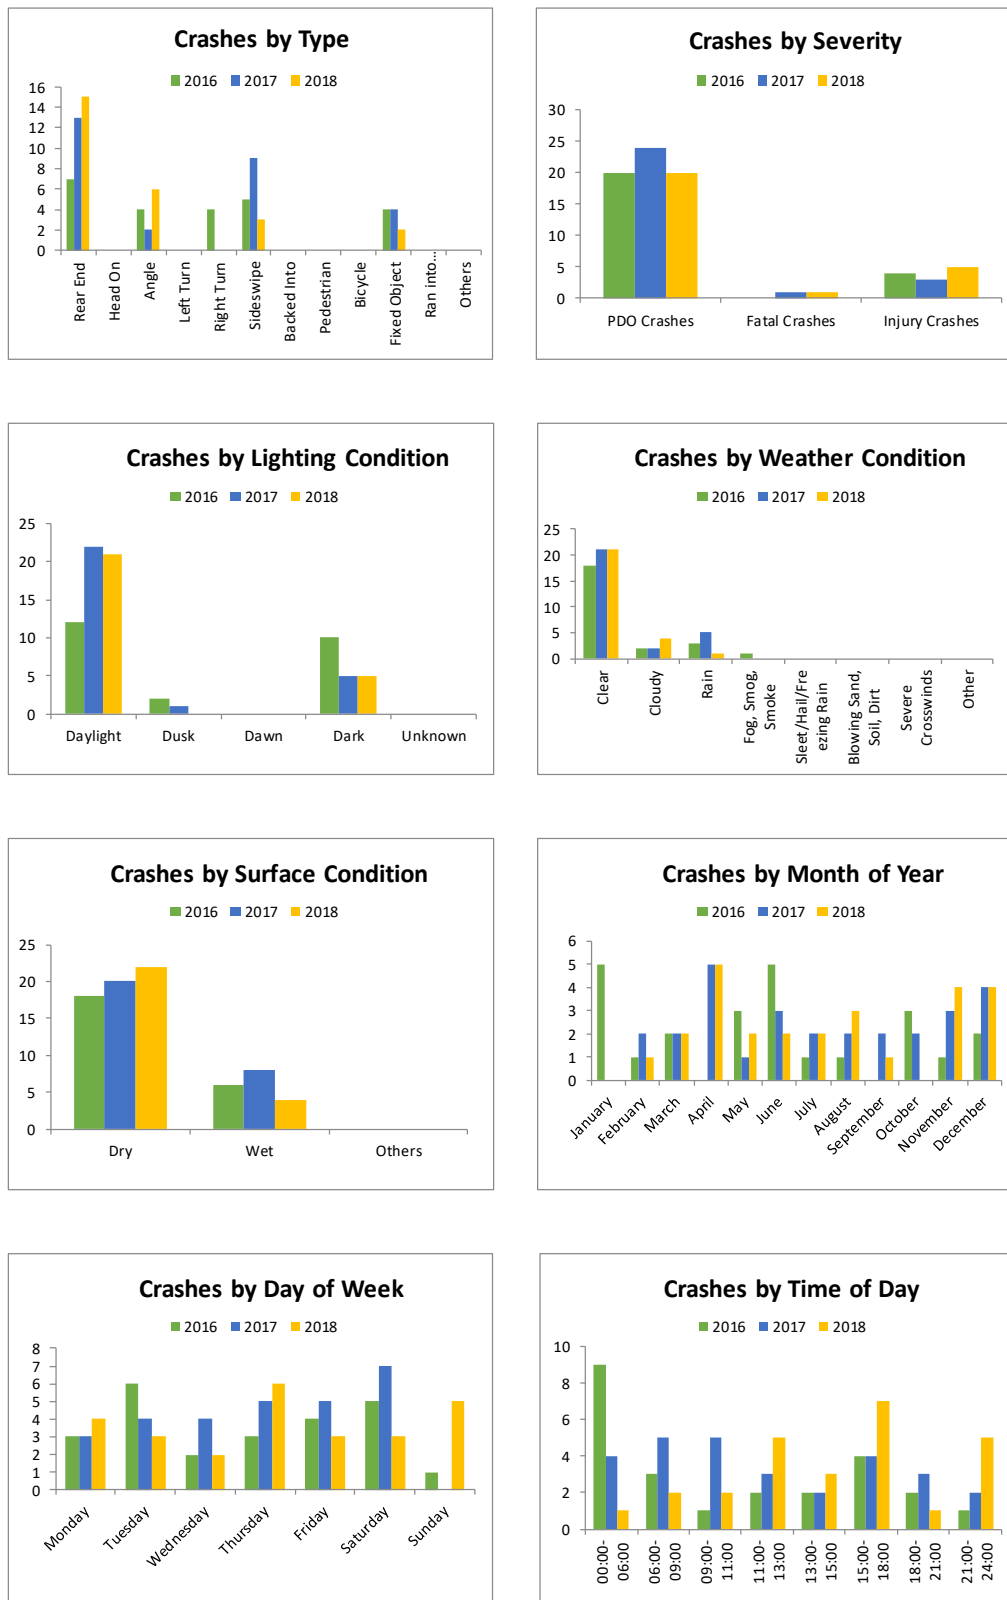 Crashes by Type
2016 2017 2018
16
14
12
10
8
6
4
2
0
Rear End
Head On
Angle
Left Turn
Right Turn
Sideswipe
Backed Into
Pedestrian
Bicycle
Fixed Object
Ran into...
Others
Crashes by Severity
2016 2017 2018
30
25
20
15
10
5
0
PDO Crashes Fatal Crashes Injury Crashes
Crashes by Lighting Condition
2016 2017 2018
25
20
15
10
5
0
Daylight Dusk Dawn Dark Unknown
Crashes by Weather Condition
2016 2017 2018
25
20
15
10
5
0
Clear
Cloudy
Rain
Fog, Smog,
Smoke
Sleet/Hail/Fre
ezing Rain
Blowing Sand,
Soil, Dirt
Severe
Crosswinds
Other
Crashes by Surface Condition
2016 2017 2018
25
20
15
10
5
0
Dry Wet Others
Crashes by Month of Year
2016 2017 2018
6
5
4
3
2
1
0
January
February
March
April
May
June
July
August
September
October
November
December
Crashes by Day of Week
2016 2017 2018
8
7
6
5
4
3
2
1
0
Monday
Tuesday
Wednesday
Thursday
Friday
Saturday
Sunday
Crashes by Time of Day
2016 2017 2018
10
8
6
4
2
0
00:00-
06:00
06:00-
09:00
09:00-
11:00
11:00-
13:00
13:00-
15:00
15:00-
18:00
18:00-
21:00
21:00-
24:00